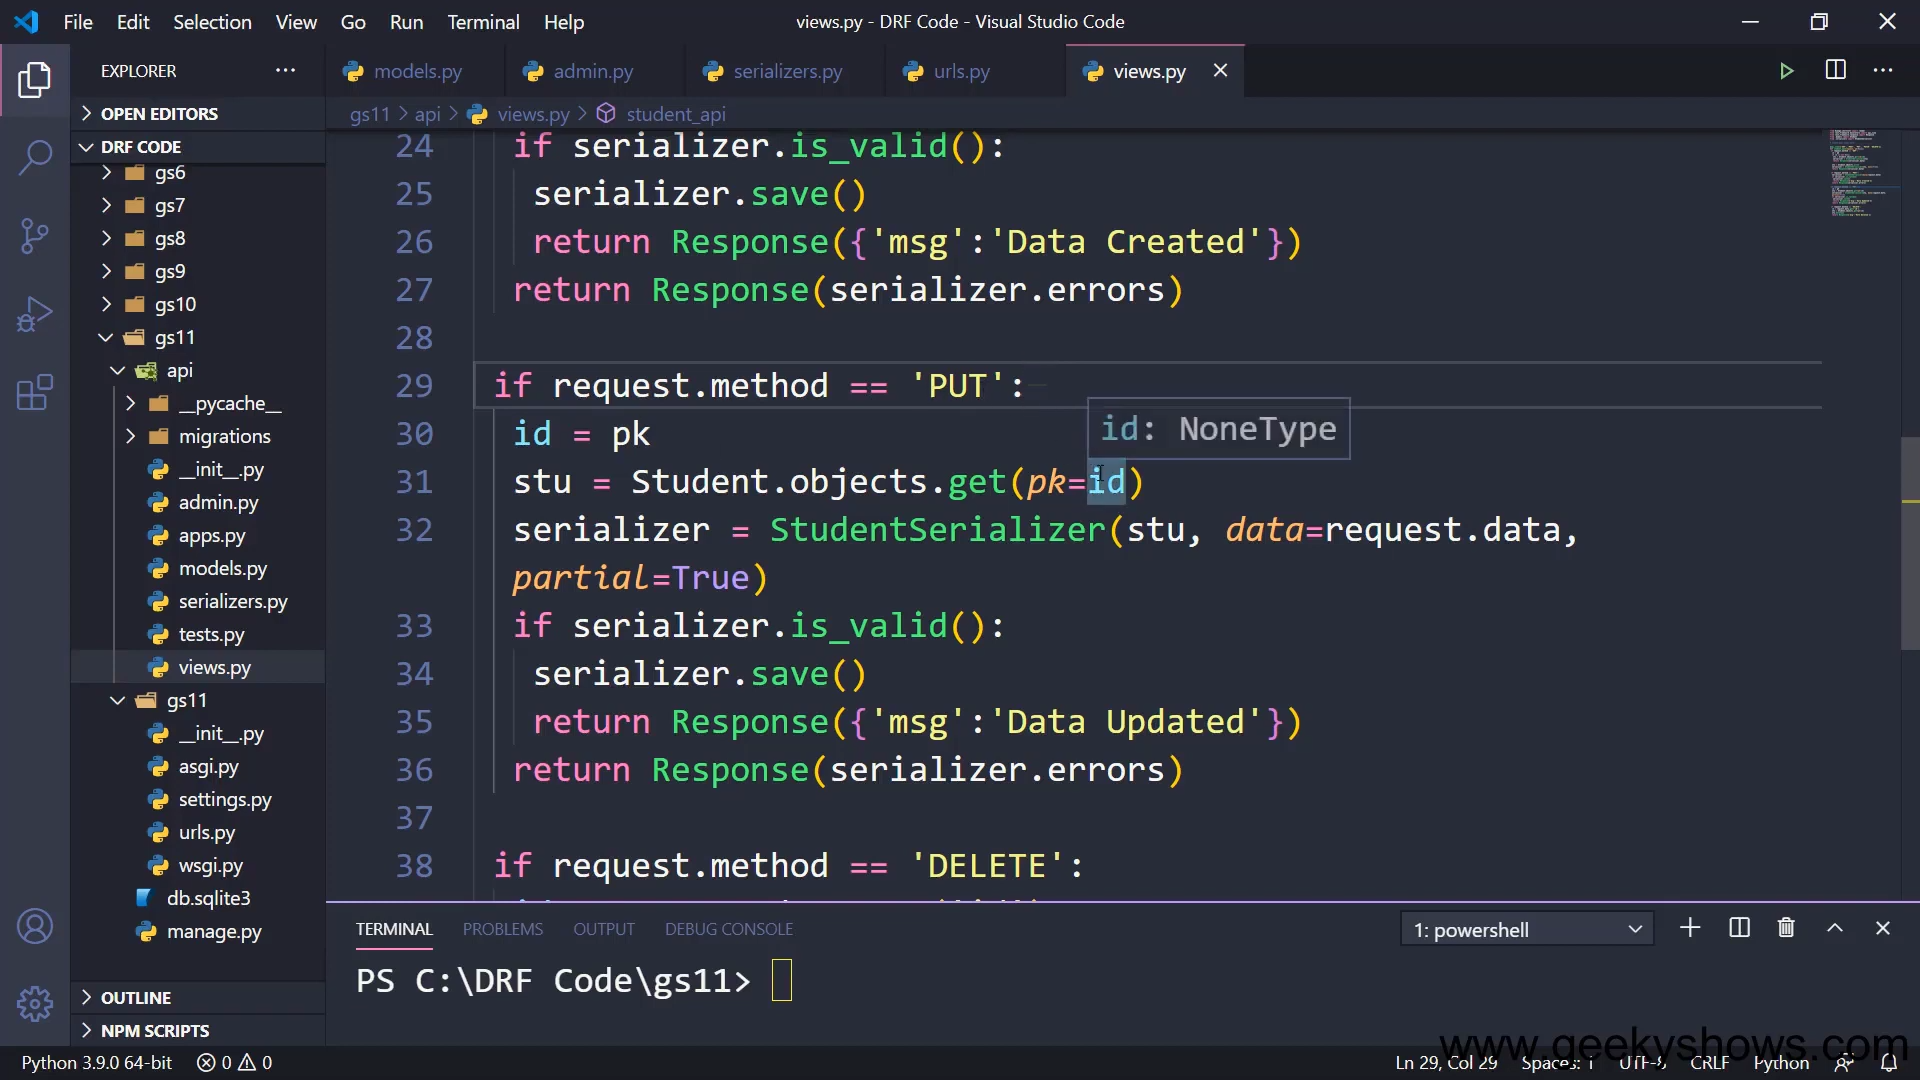 File Edit Selection View Go Run Terminal Help
views.py - DRF Code - Visual Studio Code
EXPLORER
models.py admin.py serializers.py urls.py views.py
OPEN EDITORS
gs11 > api > views.py > student_api
DRF CODE
gs6
gs7
gs8
gs9
gs10
gs11
api
__pycache__
migrations
__init__.py
admin.py
apps.py
models.py
serializers.py
tests.py
views.py
gs11
__init__.py
asgi.py
settings.py
urls.py
wsgi.py
db.sqlite3
manage.py
OUTLINE
NPM SCRIPTS
24 if serializer.is_valid():
25 serializer.save()
26 return Response({'msg':'Data Created'})
27 return Response(serializer.errors)
28
29 if request.method == 'PUT':
id: NoneType
30 id = pk
31 stu = Student.objects.get(pk=id)
32 serializer = StudentSerializer(stu, data=request.data,
partial=True)
33 if serializer.is_valid():
34 serializer.save()
35 return Response({'msg':'Data Updated'})
36 return Response(serializer.errors)
37
38 if request.method == 'DELETE':
TERMINAL PROBLEMS OUTPUT DEBUG CONSOLE
1: powershell
PS C:\DRF Code\gs11>
www.geekyshows.com
Python 3.9.0 64-bit 0 0
Ln 29, Col 29 Spaces: 1 UTF-8 CRLF Python